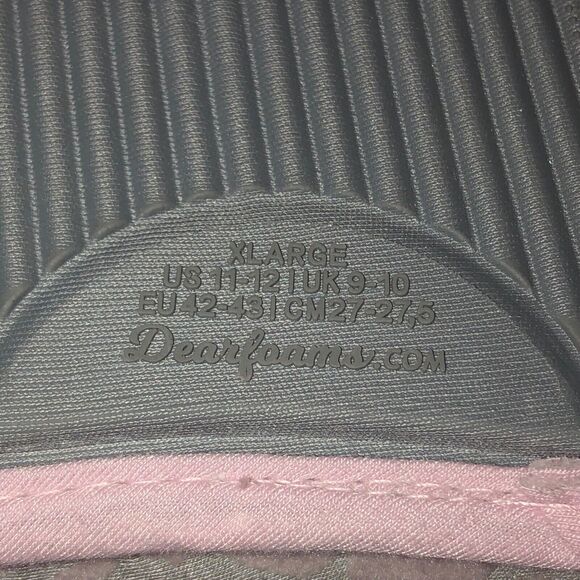 XLARGE
US 11-12 | UK 9-10
EU 42-43 | CM 27-27,5
Dearfoams.COM